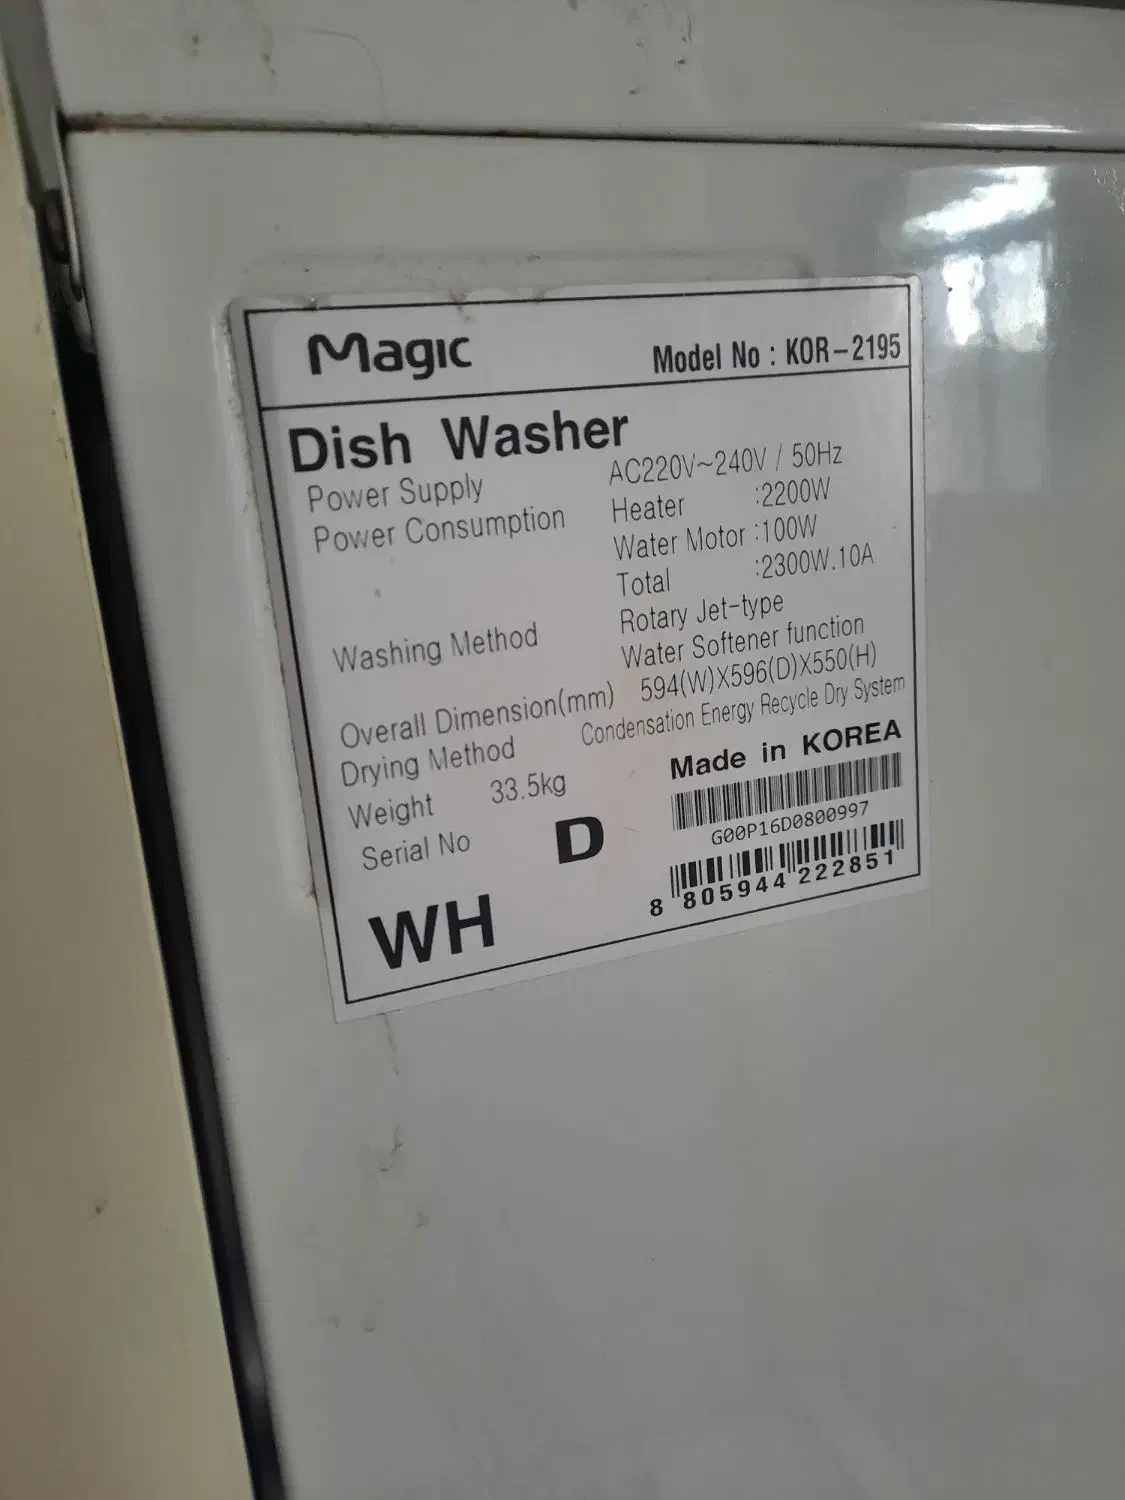 Magic
Model No : KOR-2195
Dish Washer
Power Supply AC220V~240V / 50Hz
Power Consumption Heater :2200W
Water Motor :100W
Total :2300W.10A
Washing Method Rotary Jet-type
Water Softener function
Overall Dimension(mm) 594(W)X596(D)X550(H)
Drying Method Condensation Energy Recycle Dry System
Weight 33.5kg
Made in KOREA
Serial No
D
G00P16D0800997
WH
8 805944 222851